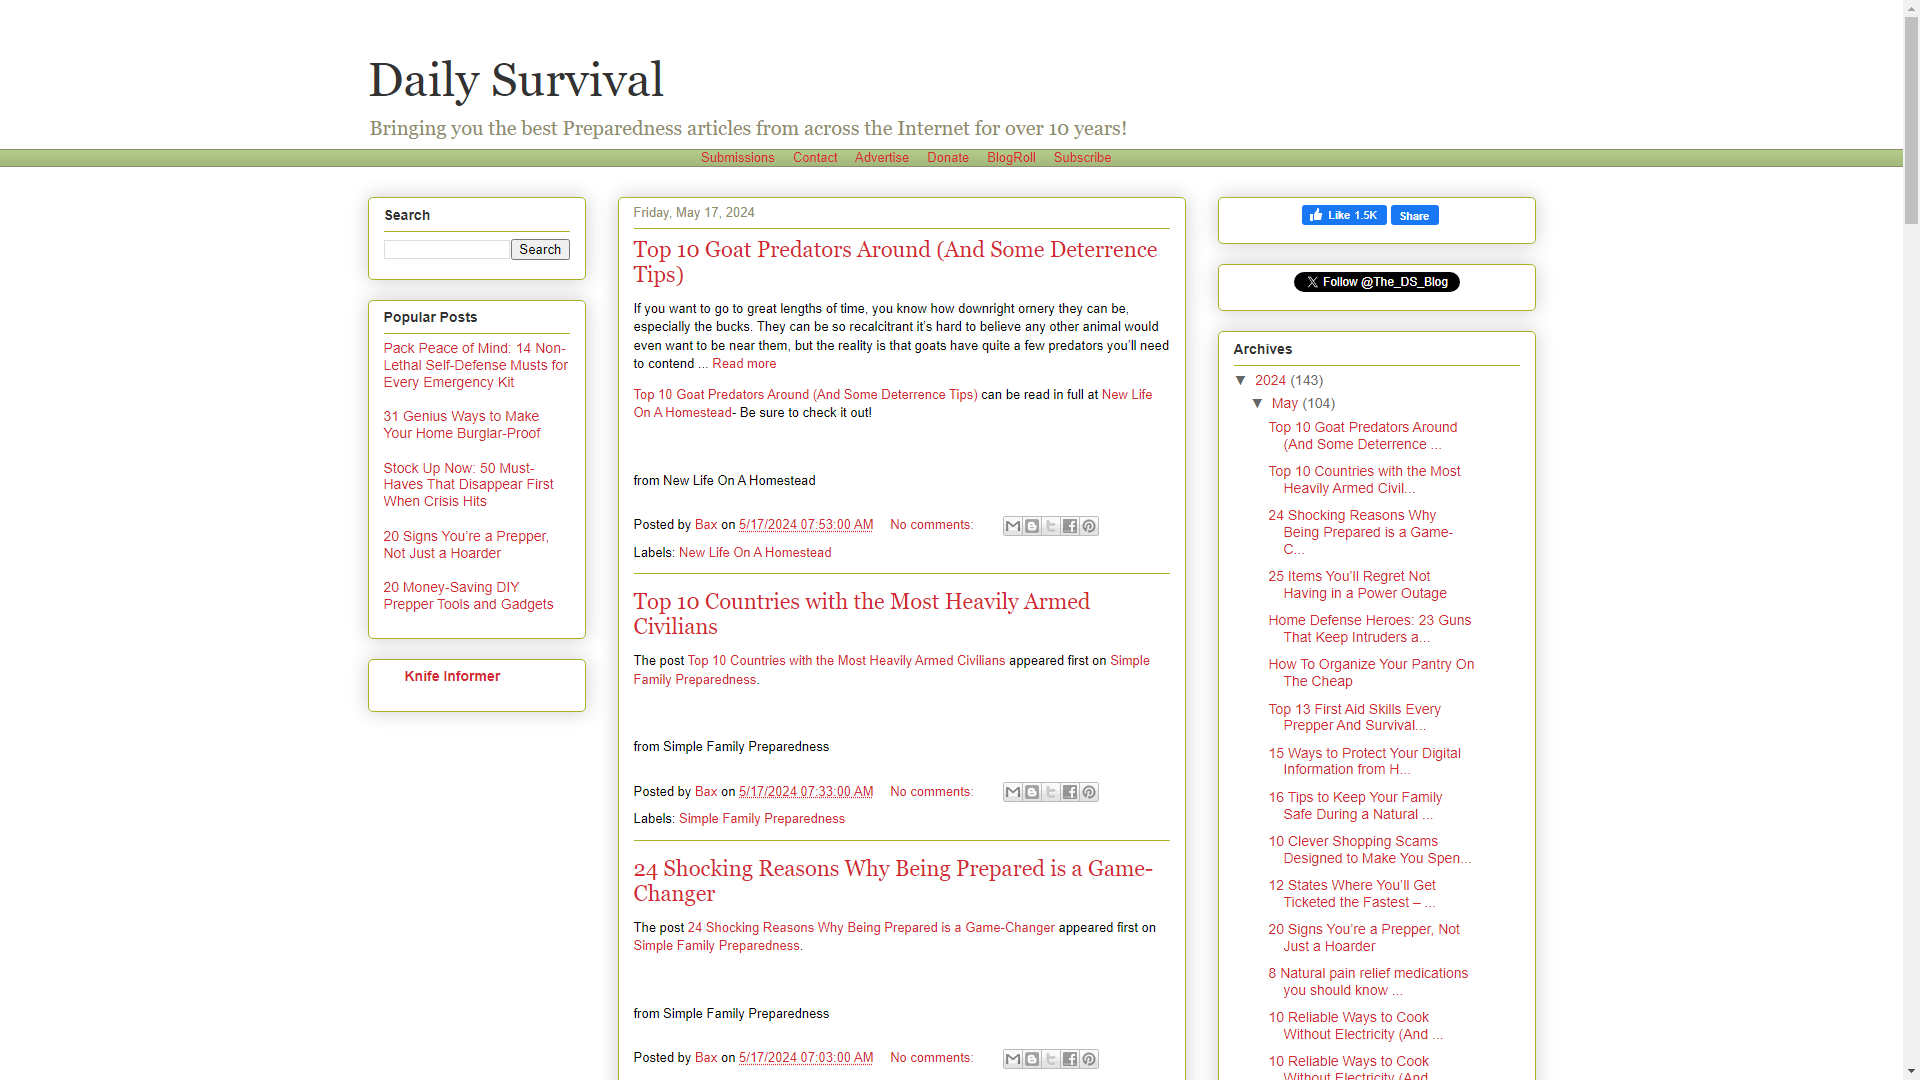 Daily Survival
Bringing you the best Preparedness articles from across the Internet for over 10 years!
Submissions Contact Advertise Donate BlogRoll Subscribe
Search
Search
Popular Posts
Pack Peace of Mind: 14 Non-
Lethal Self-Defense Musts for
Every Emergency Kit
31 Genius Ways to Make
Your Home Burglar-Proof
Stock Up Now: 50 Must-
Haves That Disappear First
When Crisis Hits
20 Signs You’re a Prepper,
Not Just a Hoarder
20 Money-Saving DIY
Prepper Tools and Gadgets
Knife Informer
Friday, May 17, 2024
Top 10 Goat Predators Around (And Some Deterrence
Tips)
If you want to go to great lengths of time, you know how downright ornery they can be,
especially the bucks. They can be so recalcitrant it’s hard to believe any other animal would
even want to be near them, but the reality is that goats have quite a few predators you’ll need
to contend ... Read more
Top 10 Goat Predators Around (And Some Deterrence Tips) can be read in full at New Life
On A Homestead- Be sure to check it out!
from New Life On A Homestead
Posted by Bax on 5/17/2024 07:53:00 AM No comments:
Labels: New Life On A Homestead
Top 10 Countries with the Most Heavily Armed
Civilians
The post Top 10 Countries with the Most Heavily Armed Civilians appeared first on Simple
Family Preparedness.
from Simple Family Preparedness
Posted by Bax on 5/17/2024 07:33:00 AM No comments:
Labels: Simple Family Preparedness
24 Shocking Reasons Why Being Prepared is a Game-
Changer
The post 24 Shocking Reasons Why Being Prepared is a Game-Changer appeared first on
Simple Family Preparedness.
from Simple Family Preparedness
Posted by Bax on 5/17/2024 07:03:00 AM No comments:
Like 1.5K Share
Follow @The_DS_Blog
Archives
▼ 2024 (143)
▼ May (104)
Top 10 Goat Predators Around
(And Some Deterrence ...
Top 10 Countries with the Most
Heavily Armed Civil...
24 Shocking Reasons Why
Being Prepared is a Game-
C...
25 Items You’ll Regret Not
Having in a Power Outage
Home Defense Heroes: 23 Guns
That Keep Intruders a...
How To Organize Your Pantry On
The Cheap
Top 13 First Aid Skills Every
Prepper And Survival...
15 Ways to Protect Your Digital
Information from H...
16 Tips to Keep Your Family
Safe During a Natural ...
10 Clever Shopping Scams
Designed to Make You Spen...
12 States Where You’ll Get
Ticketed the Fastest – ...
20 Signs You’re a Prepper, Not
Just a Hoarder
8 Natural pain relief medications
you should know ...
10 Reliable Ways to Cook
Without Electricity (And ...
10 Reliable Ways to Cook
Without Electricity (And